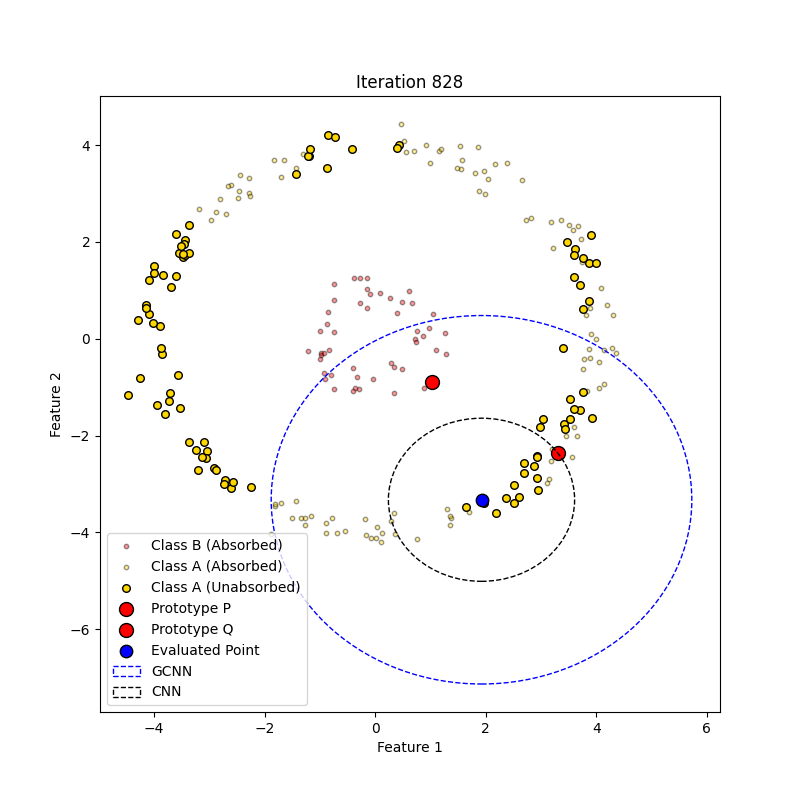 Iteration 828
4
2
0
−2
−4
−6
Feature 2
Class B (Absorbed)
Class A (Absorbed)
Class A (Unabsorbed)
Prototype P
Prototype Q
Evaluated Point
GCNN
CNN
−4 −2 0 2 4 6
Feature 1